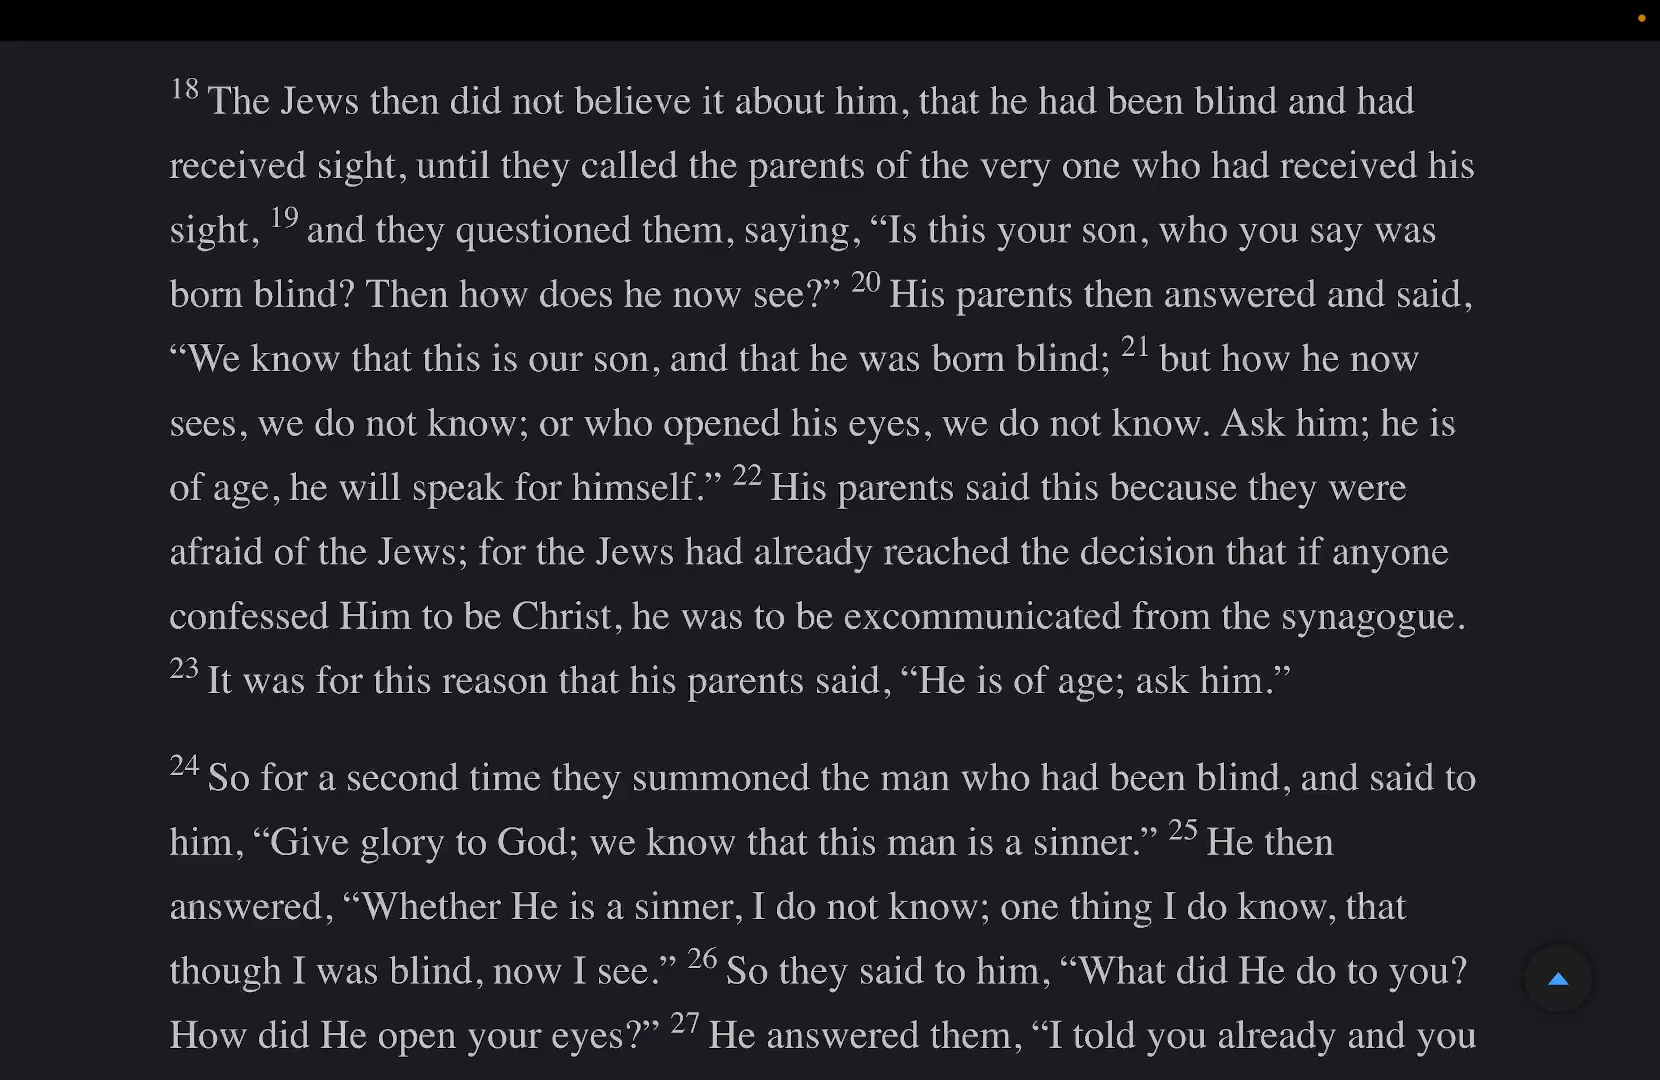 18 The Jews then did not believe it about him, that he had been blind and had
received sight, until they called the parents of the very one who had received his
sight, 19 and they questioned them, saying, “Is this your son, who you say was
born blind? Then how does he now see?” 20 His parents then answered and said,
“We know that this is our son, and that he was born blind; 21 but how he now
sees, we do not know; or who opened his eyes, we do not know. Ask him; he is
of age, he will speak for himself.” 22 His parents said this because they were
afraid of the Jews; for the Jews had already reached the decision that if anyone
confessed Him to be Christ, he was to be excommunicated from the synagogue.
23 It was for this reason that his parents said, “He is of age; ask him.”
24 So for a second time they summoned the man who had been blind, and said to
him, “Give glory to God; we know that this man is a sinner.” 25 He then
answered, “Whether He is a sinner, I do not know; one thing I do know, that
though I was blind, now I see.” 26 So they said to him, “What did He do to you?
How did He open your eyes?” 27 He answered them, “I told you already and you